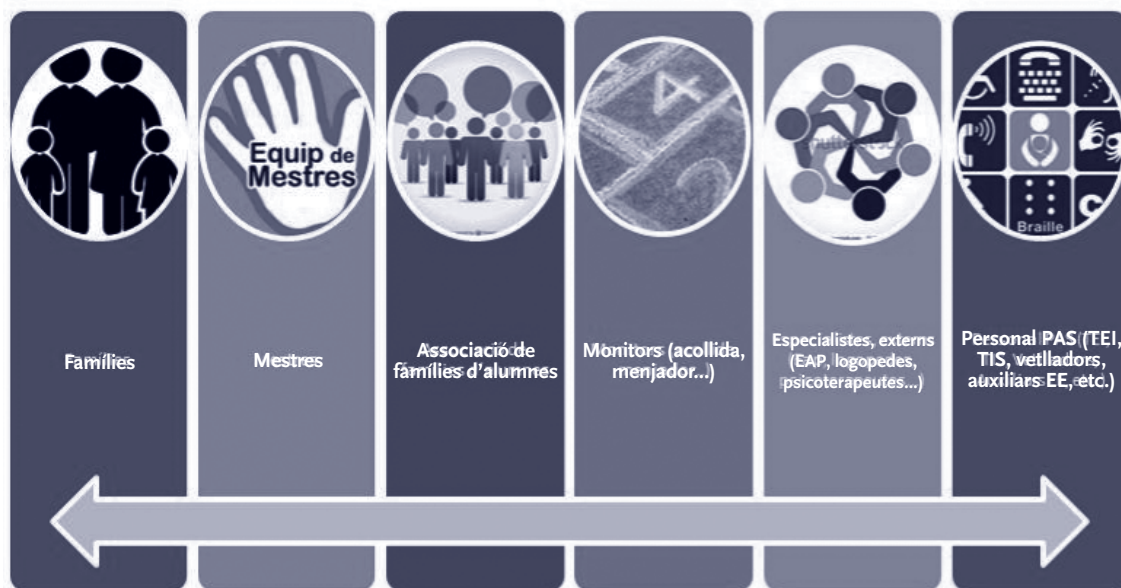 Equip de
Mestres
4
Braille
Famílies
Mestres
Associació de
famílies d'alumnes
Monitors (acollida,
menjador...)
Especialistes, externs
(EAP, logopedes,
psicoterapeutes...)
Personal PAS (TEI,
TIS, vetlladors,
auxiliars EE, etc.)